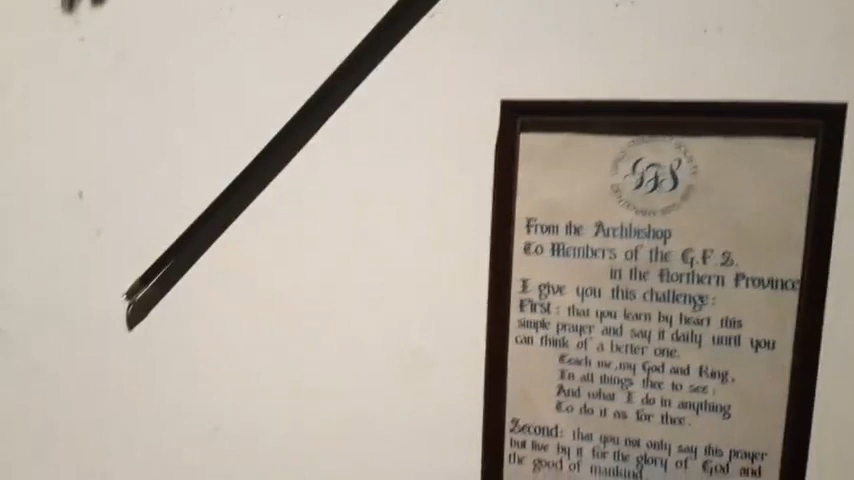 GFS
From the Archbishop
To Members of the G.F.S.
in the Northern Province
I give you this challenge:
First: that you learn by heart this
simple prayer and say it daily until you
can think of a better one.
Teach me, my God and King,
In all things thee to see;
And what I do in anything
To do it as for thee.
Second: that you not only say this prayer
but live by it for the glory of God and
the good of mankind.